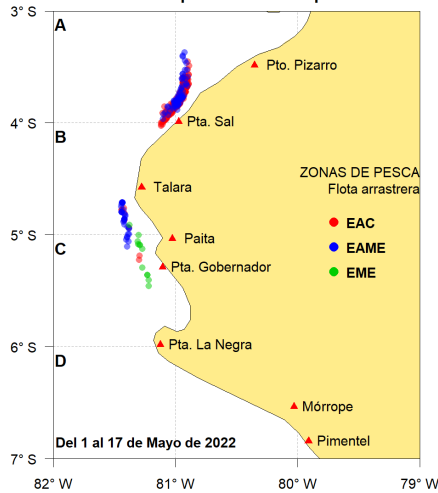 3° S
A
Pto. Pizarro
4° S
Pta. Sal
B
ZONAS DE PESCA
Flota arrastrera
Talara
EAC
5° S
Paita
EAME
C
Pta. Gobernador
EME
6° S
Pta. La Negra
D
Mórrope
Del 1 al 17 de Mayo de 2022
Pimentel
7° S
82° W
81° W
80° W
79° W